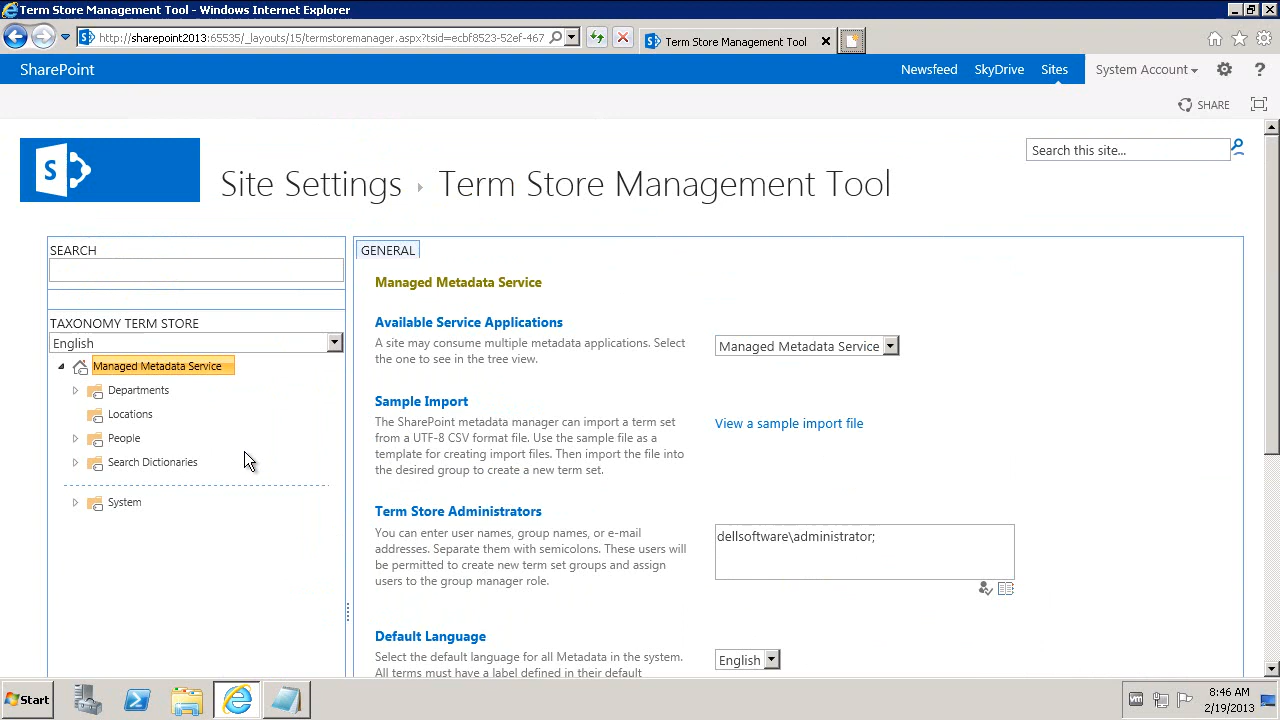 Term Store Management Tool - Windows Internet Explorer
http://sharepoint2013:65535/_layouts/15/termstoremanager.aspx?tsid=ecbf8523-52ef-467
Term Store Management Tool
SharePoint
Newsfeed SkyDrive Sites System Account ?
SHARE
S
Site Settings Term Store Management Tool
Search this site...
SEARCH
TAXONOMY TERM STORE
English
Managed Metadata Service
Departments
Locations
People
Search Dictionaries
System
GENERAL
Managed Metadata Service
Available Service Applications
A site may consume multiple metadata applications. Select
the one to see in the tree view.
Managed Metadata Service
Sample Import
The SharePoint metadata manager can import a term set
from a UTF-8 CSV format file. Use the sample file as a
template for creating import files. Then import the file into
the desired group to create a new term set.
View a sample import file
Term Store Administrators
You can enter user names, group names, or e-mail
addresses. Separate them with semicolons. These users will
be permitted to create new term set groups and assign
users to the group manager role.
dellsoftware\administrator;
Default Language
Select the default language for all Metadata in the system.
All terms must have a label defined in their default
English
Start
8:46 AM
2/19/2013